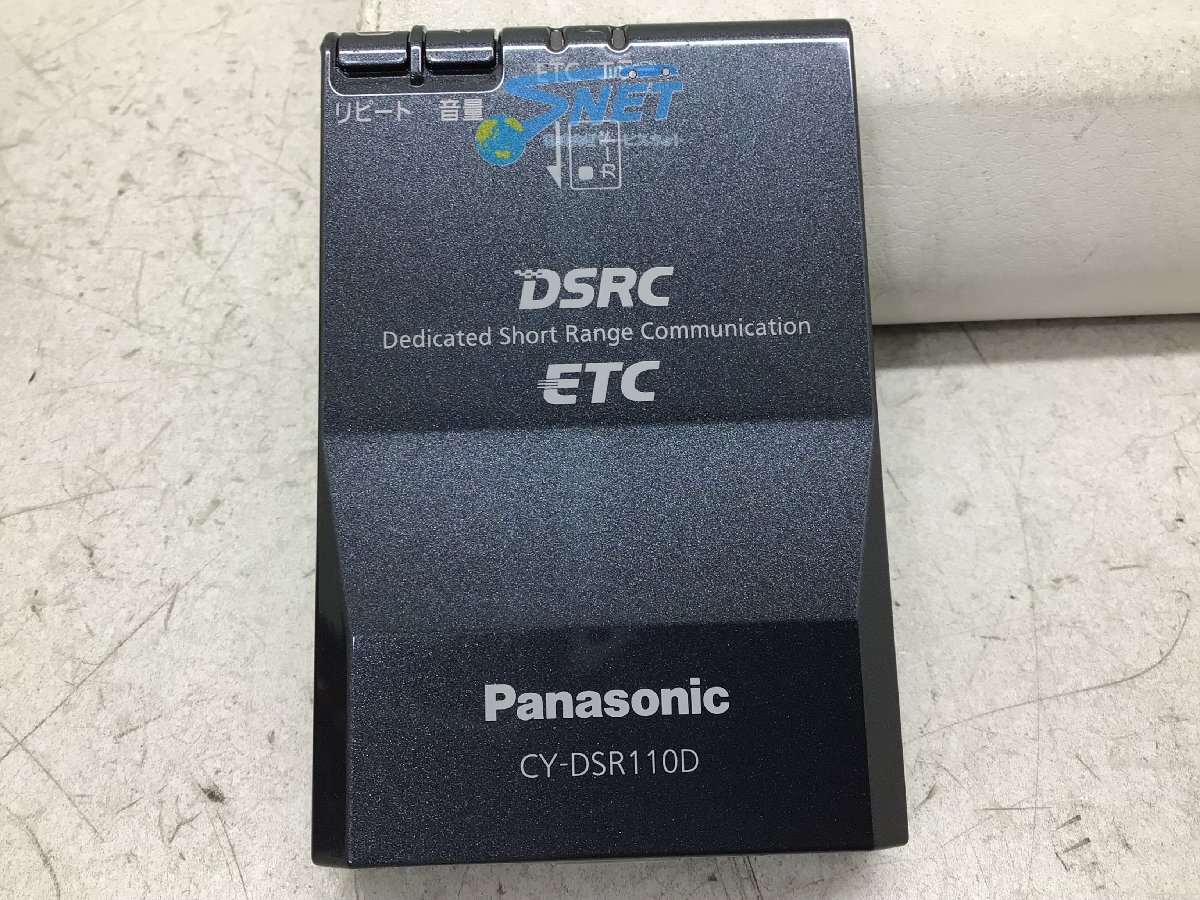 リピート 音量
ETC
SNET
DSRC
Dedicated Short Range Communication
ETC
Panasonic
CY-DSR110D